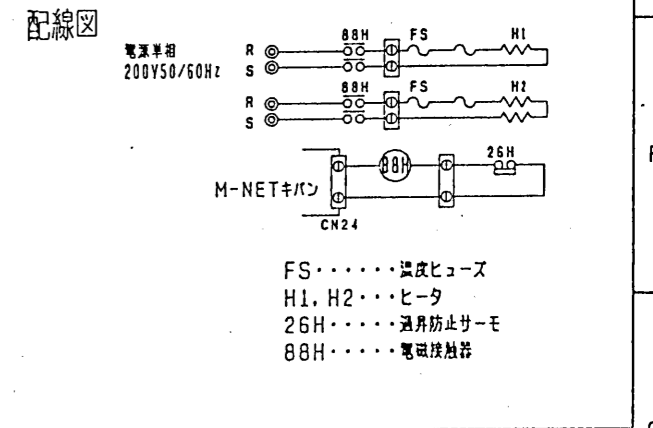 配線図
電源単相
200V50/60Hz
R 88H FS H1
S
R 88H FS H2
S
M-NETキバン 88H 26H
CN24
FS・・・・・・温度ヒューズ
H1,H2・・・ヒータ
26H・・・・・過昇防止サーモ
88H・・・・・電磁接触器